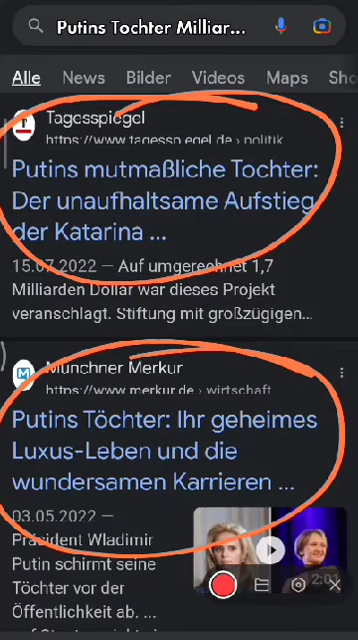 Putins Tochter Milliar...
Alle News Bilder Videos Maps Sho
Tagesspiegel
https://www.tagesspiegel.de › politik
Putins mutmaßliche Tochter:
Der unaufhaltsame Aufstieg
der Katarina ...
15.07.2022 — Auf umgerechnet 1,7
Milliarden Dollar war dieses Projekt
veranschlagt. Stiftung mit großzügigen...
Münchner Merkur
https://www.merkur.de › wirtschaft
Putins Töchter: Ihr geheimes
Luxus-Leben und die
wundersamen Karrieren ...
03.05.2022 —
Präsident Wladimir
Putin schirmt seine
Töchter vor der
Öffentlichkeit ab. ...
2:03